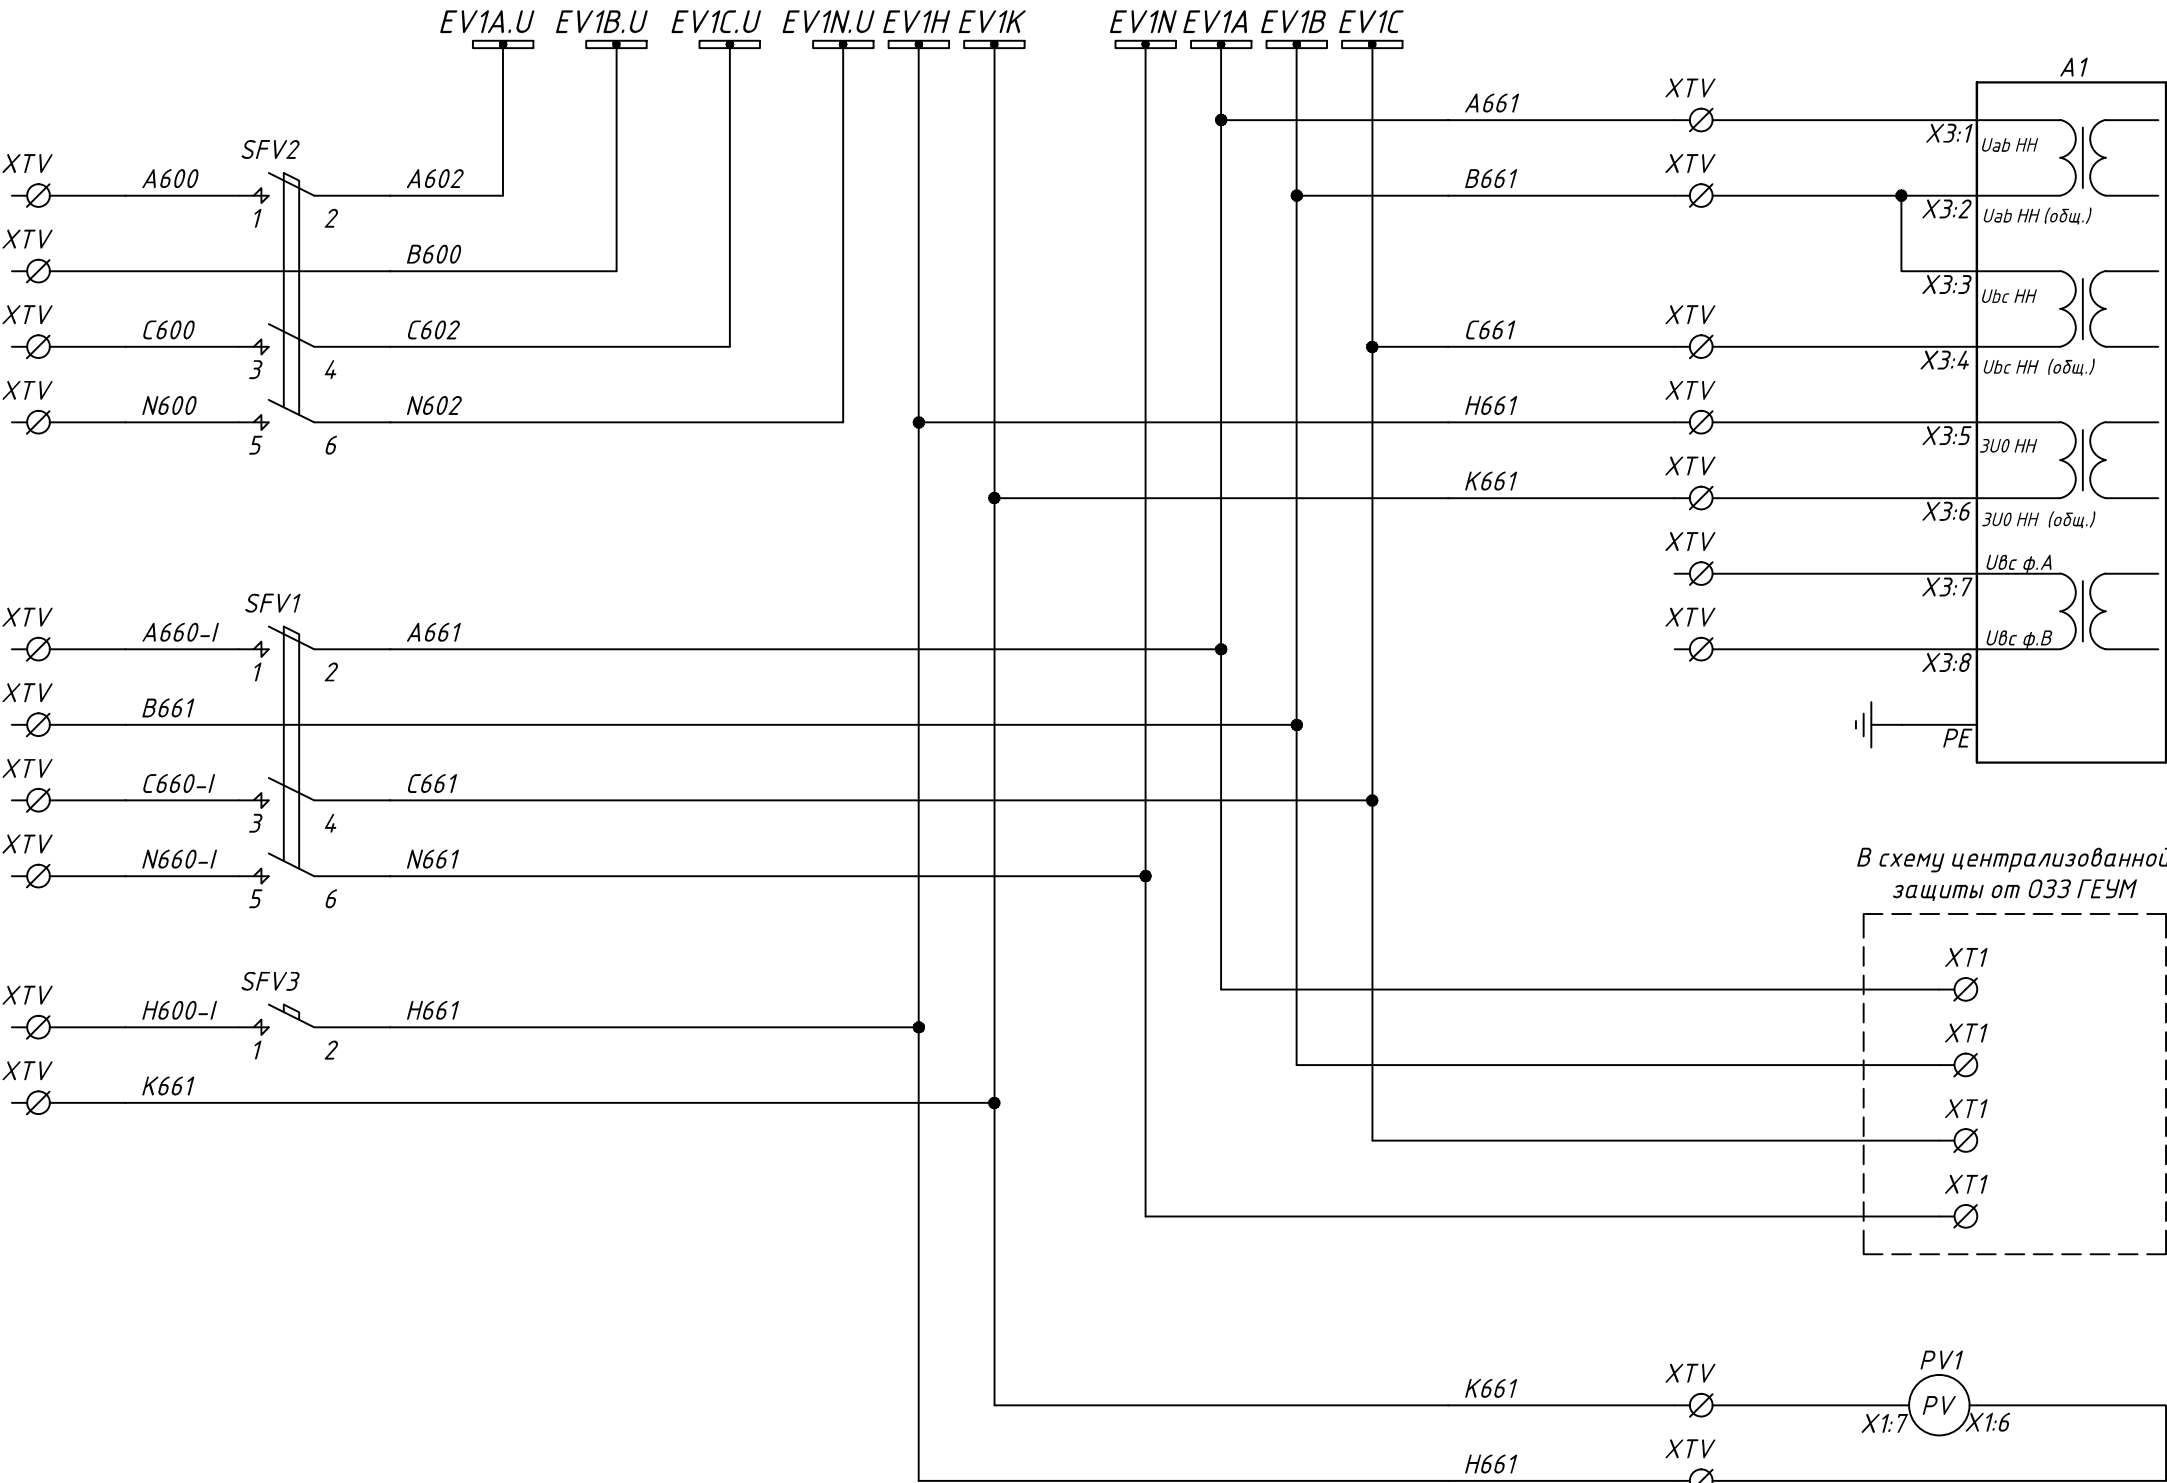 EV1A.U EV1B.U EV1C.U EV1N.U EV1H EV1K EV1N EV1A EV1B EV1C
A1
A661 XTV
X3:1 Uab НН
SFV2
XTV A600 A602 B661 XTV
1 2 X3:2 Uab НН (общ.)
XTV B600
X3:3 Ubc НН
XTV C600 C602 C661 XTV
3 4 X3:4 Ubc НН (общ.)
XTV N600 N602 H661 XTV
5 6 X3:5 3U0 НН
K661 XTV
X3:6 3U0 НН (общ.)
XTV Uвс ф.А
X3:7
SFV1
XTV A660-I A661 XTV Uвс ф.В
1 2 X3:8
XTV B661
PE
XTV C660-I C661
3 4
XTV N660-I N661
5 6
В схему централизованной
защиты от ОЗЗ ГЕУМ
XT1
SFV3
XTV H600-I H661
1 2
XT1
XTV K661
XT1
XT1
PV1
K661 XTV
X1:7 PV X1:6
H661 XTV